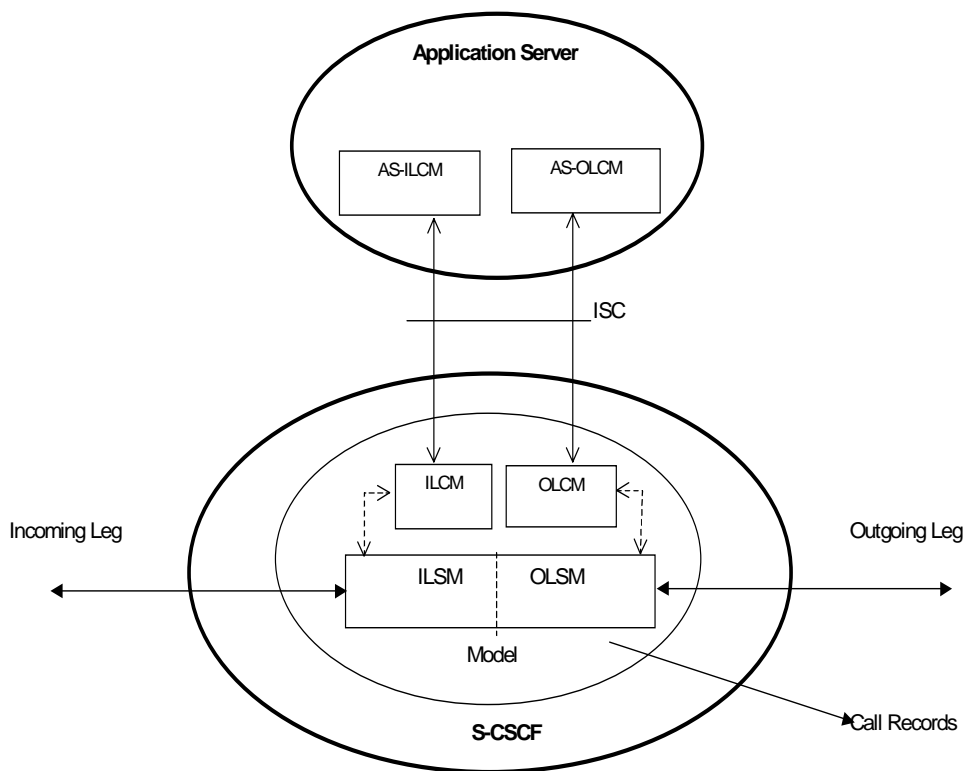 Application Server
AS-ILCM
AS-OLCM
ISC
ILCM
OLCM
Incoming Leg
Outgoing Leg
ILSM
OLSM
Model
S-CSCF
Call Records